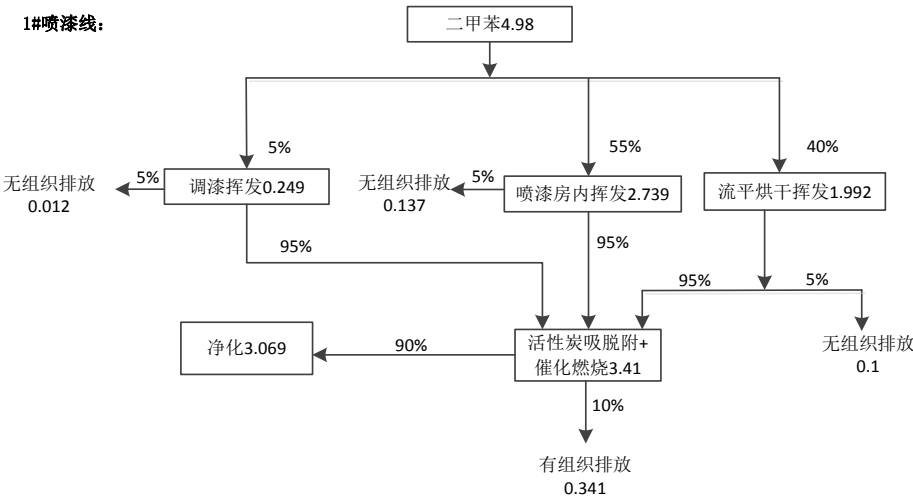 1#喷漆线：
二甲苯4.98
5%
55%
40%
无组织排放
0.012
5%
调漆挥发0.249
无组织排放
0.137
5%
喷漆房内挥发2.739
流平烘干挥发1.992
95%
95%
95%
5%
净化3.069
90%
活性炭吸脱附+
催化燃烧3.41
无组织排放
0.1
10%
有组织排放
0.341